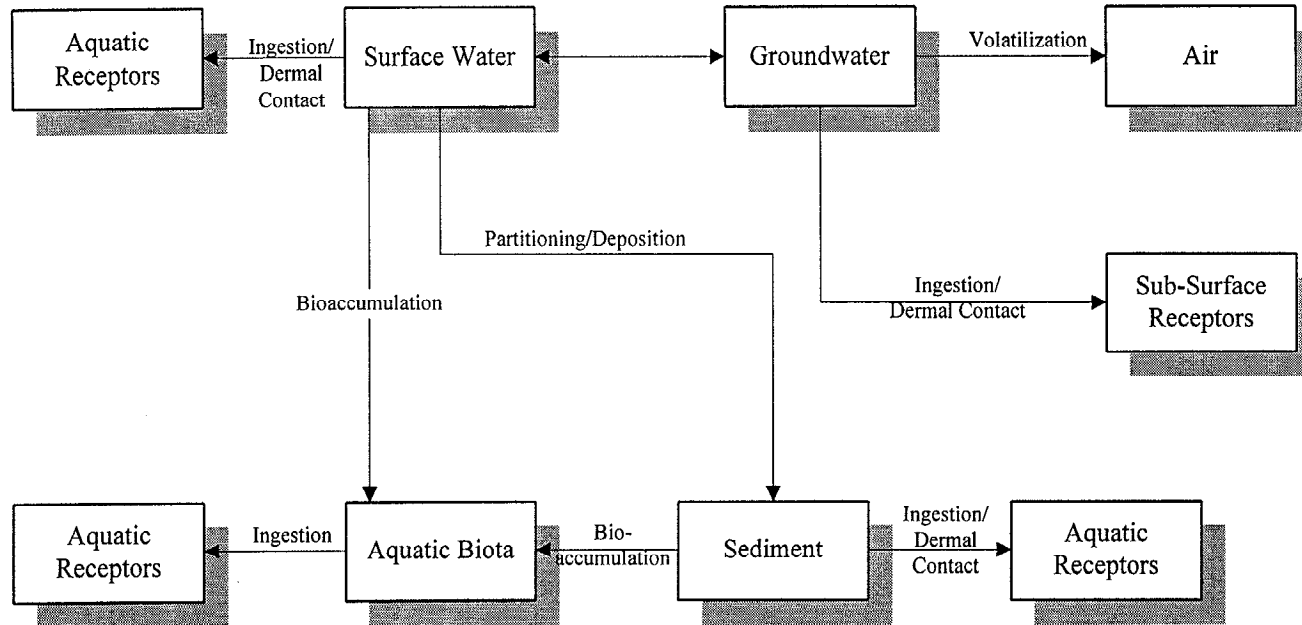 Aquatic
Receptors
Ingestion/
Dermal
Contact
Surface Water
Groundwater
Volatilization
Air
Partitioning/Deposition
Bioaccumulation
Ingestion/
Dermal Contact
Sub-Surface
Receptors
Aquatic
Receptors
Ingestion
Aquatic Biota
Bio-
accumulation
Sediment
Ingestion/
Dermal
Contact
Aquatic
Receptors